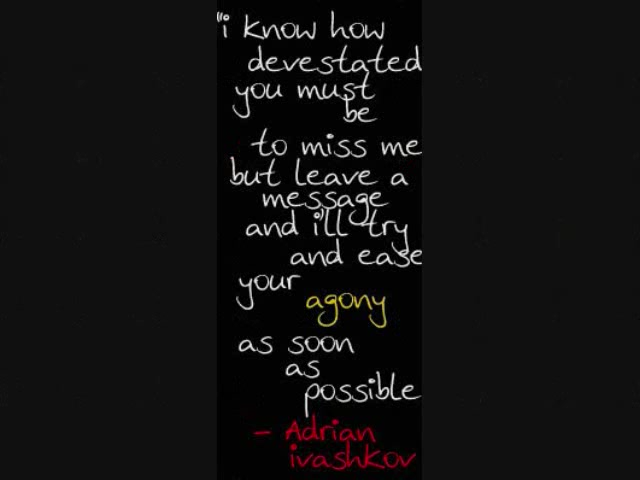 "i know how
devestated
you must
be
to miss me
but leave a
message
and i'll try
and ease
your
agony
as soon
as
possible
- Adrian
ivashkov